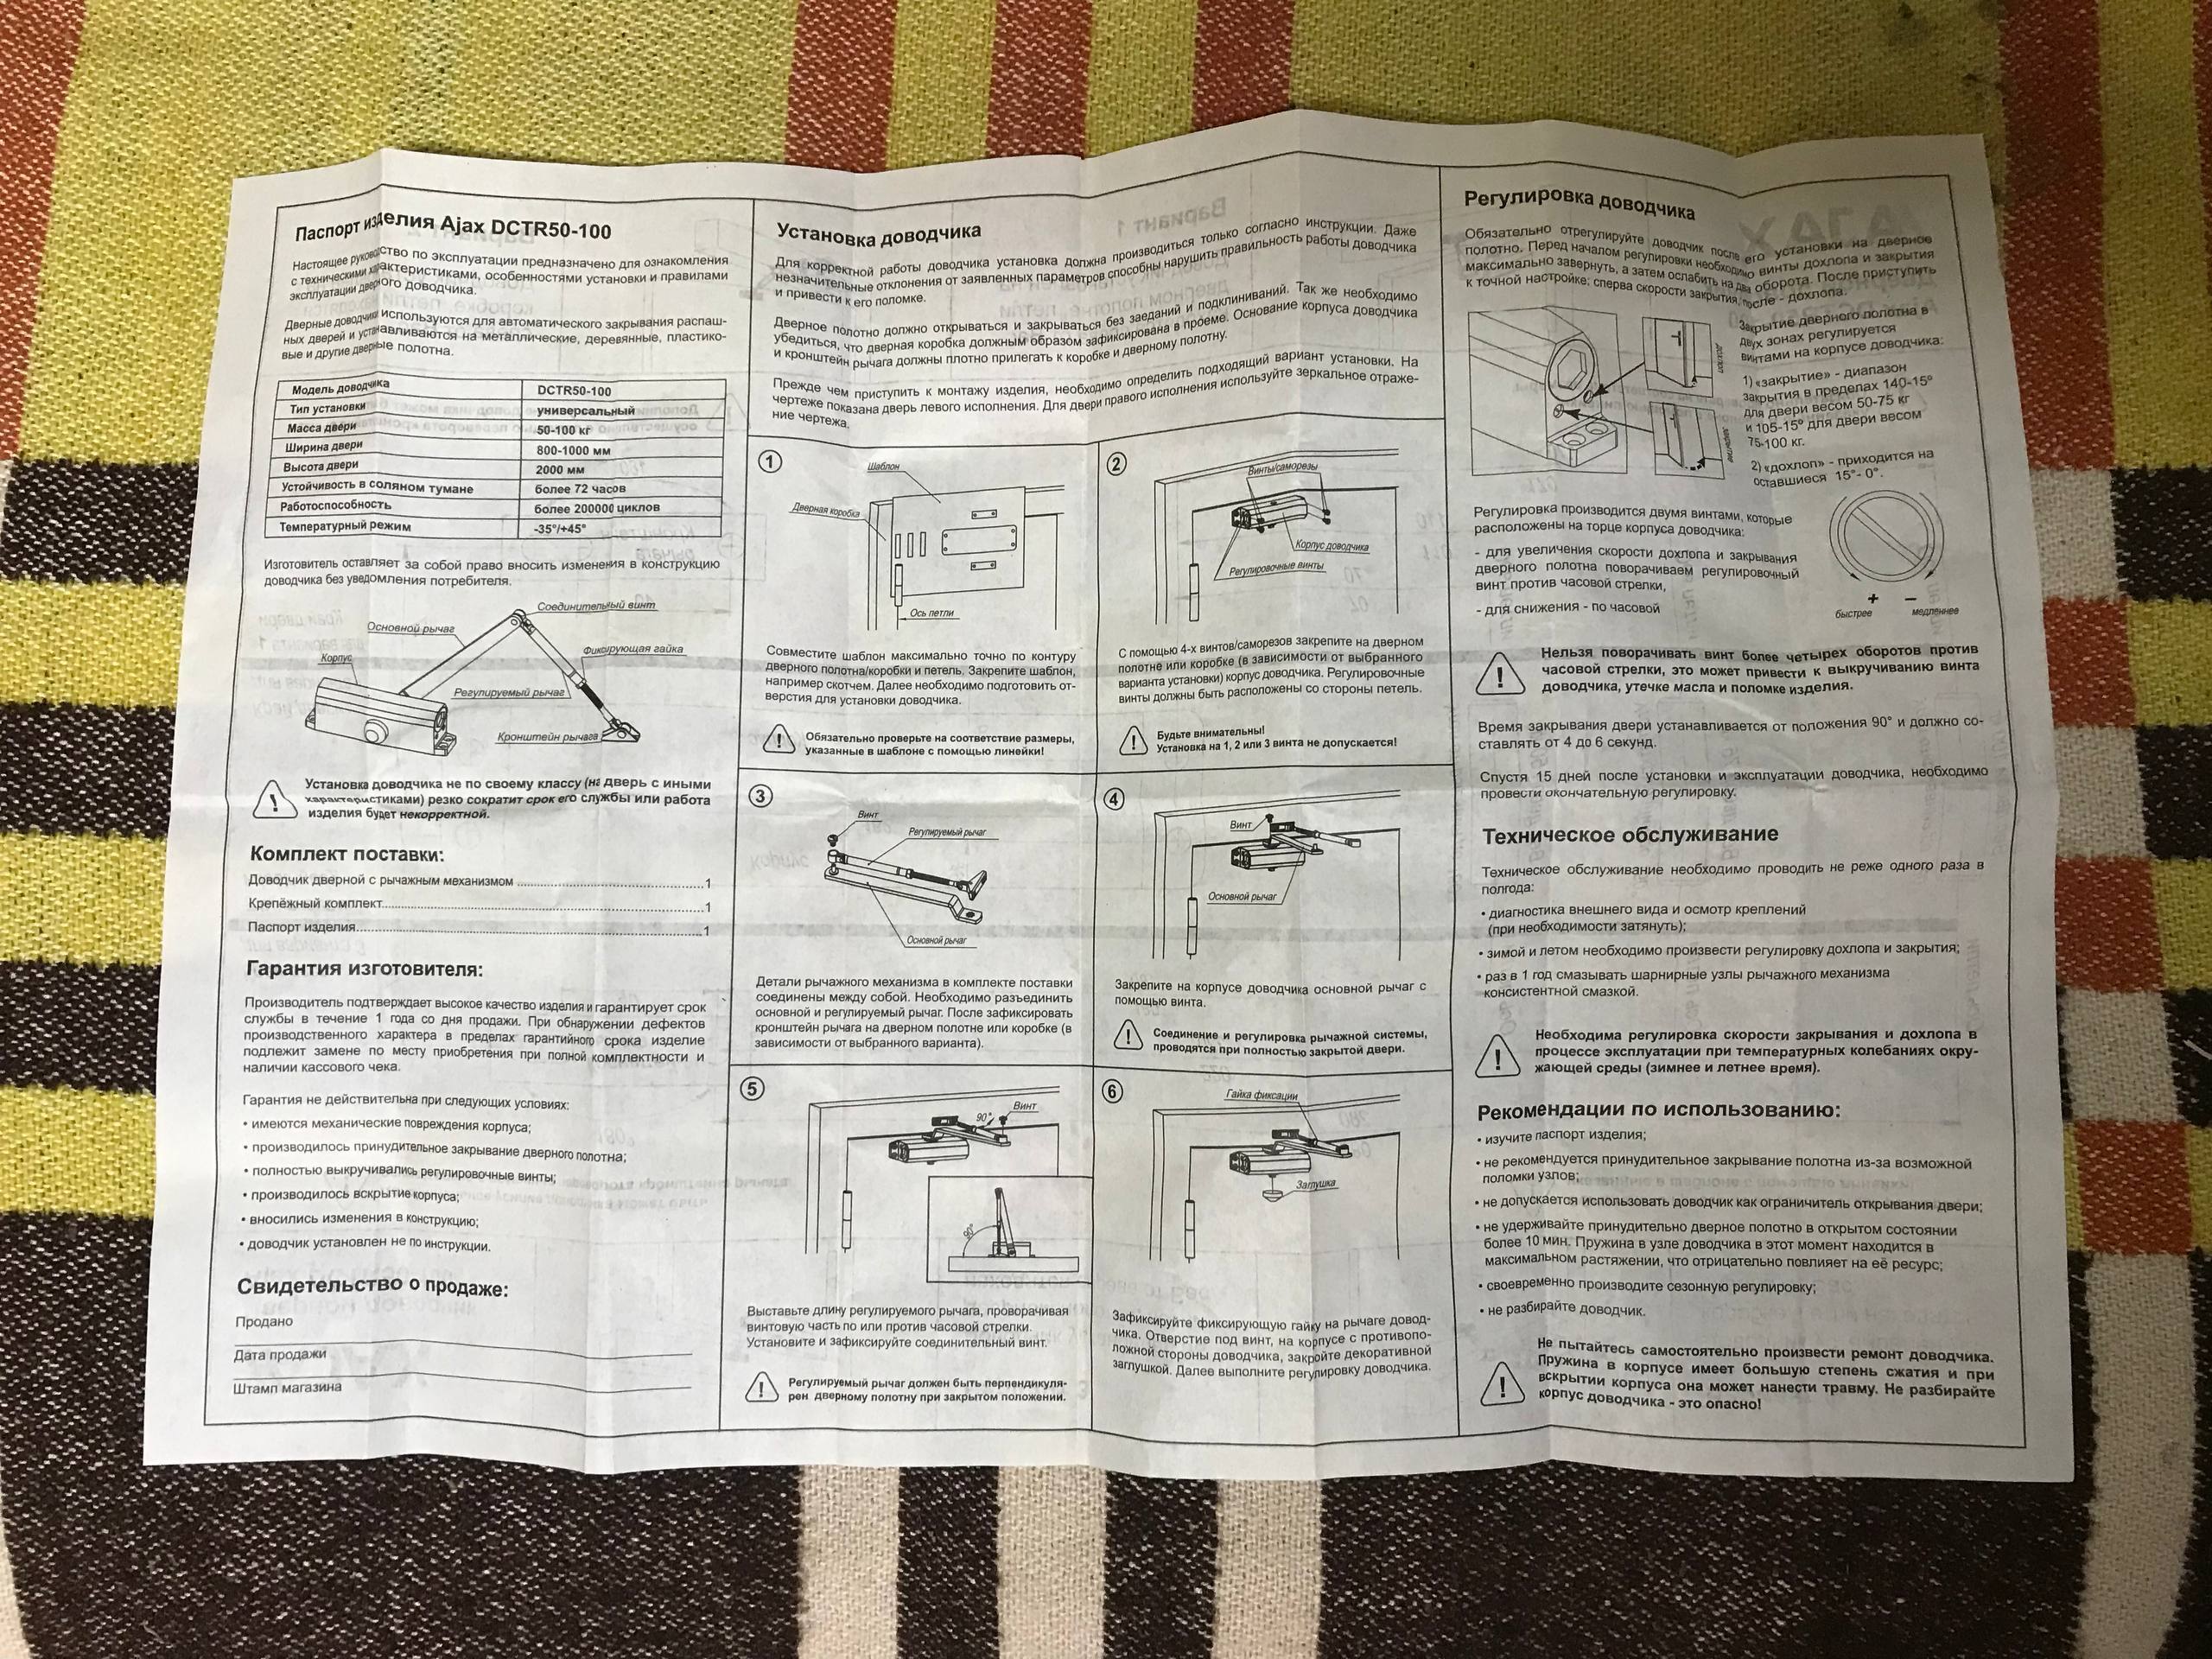 Паспорт изделия Ajax DCTR50-100
Настоящее руководство по эксплуатации предназначено для ознакомления
с техническими характеристиками, особенностями установки и правилами
эксплуатации дверного доводчика.
Дверные доводчики используются для автоматического закрывания распаш-
ных дверей и устанавливаются на металлические, деревянные, пластико-
вые и другие дверные полотна.
Модель доводчика DCTR50-100
Тип установки универсальный
Масса двери 50-100 кг
Ширина двери 800-1000 мм
Высота двери 2000 мм
Устойчивость в соляном тумане более 72 часов
Работоспособность более 200000 циклов
Температурный режим -35°/+45°
Изготовитель оставляет за собой право вносить изменения в конструкцию
доводчика без уведомления потребителя.
Соединительный винт
Основной рычаг
Фиксирующая гайка
Корпус
Регулируемый рычаг
Кронштейн рычага
Установка доводчика не по своему классу (на дверь с иными
характеристиками) резко сократит срок его службы или работа
изделия будет некорректной.
Комплект поставки:
Доводчик дверной с рычажным механизмом ........................1
Крепёжный комплект........................1
Паспорт изделия........................1
Гарантия изготовителя:
Производитель подтверждает высокое качество изделия и гарантирует срок
службы в течение 1 года со дня продажи. При обнаружении дефектов
производственного характера в пределах гарантийного срока изделие
подлежит замене по месту приобретения при полной комплектности и
наличии кассового чека.
Гарантия не действительна при следующих условиях:
• имеются механические повреждения корпуса;
• производилось принудительное закрывание дверного полотна;
• полностью выкручивались регулировочные винты;
• производилось вскрытие корпуса;
• вносились изменения в конструкцию;
• доводчик установлен не по инструкции.
Свидетельство о продаже:
Продано
Дата продажи
Штамп магазина
Установка доводчика
Для корректной работы доводчика установка должна производиться только согласно инструкции. Даже
незначительные отклонения от заявленных параметров способны нарушить правильность работы доводчика
и привести к его поломке.
Дверное полотно должно открываться и закрываться без заеданий и подклиниваний. Так же необходимо
убедиться, что дверная коробка должным образом зафиксирована в проеме. Основание корпуса доводчика
и кронштейн рычага должны плотно прилегать к коробке и дверному полотну.
Прежде чем приступить к монтажу изделия, необходимо определить подходящий вариант установки. На
чертеже показана дверь левого исполнения. Для двери правого исполнения используйте зеркальное отраже-
ние чертежа.
1
Шаблон
Дверная коробка
Ось петли
Совместите шаблон максимально точно по контуру
дверного полотна/коробки и петель. Закрепите шаблон,
например скотчем. Далее необходимо подготовить от-
верстия для установки доводчика.
Обязательно проверьте на соответствие размеры,
указанные в шаблоне с помощью линейки!
2
Винты/саморезы
Корпус доводчика
Регулировочные винты
С помощью 4-х винтов/саморезов закрепите на дверном
полотне или коробке (в зависимости от выбранного
варианта установки) корпус доводчика. Регулировочные
винты должны быть расположены со стороны петель.
Будьте внимательны!
Установка на 1, 2 или 3 винта не допускается!
3
Винт
Регулируемый рычаг
Основной рычаг
Детали рычажного механизма в комплекте поставки
соединены между собой. Необходимо разъединить
основной и регулируемый рычаг. После зафиксировать
кронштейн рычага на дверном полотне или коробке (в
зависимости от выбранного варианта).
4
Винт
Основной рычаг
Закрепите на корпусе доводчика основной рычаг с
помощью винта.
Соединение и регулировка рычажной системы,
проводятся при полностью закрытой двери.
5
Винт
90°
90°
Выставьте длину регулируемого рычага, проворачивая
винтовую часть по или против часовой стрелки.
Установите и зафиксируйте соединительный винт.
Регулируемый рычаг должен быть перпендикуля-
рен дверному полотну при закрытом положении.
6
Гайка фиксации
Заглушка
Зафиксируйте фиксирующую гайку на рычаге довод-
чика. Отверстие под винт, на корпусе с противопо-
ложной стороны доводчика, закройте декоративной
заглушкой. Далее выполните регулировку доводчика.
Регулировка доводчика
Обязательно отрегулируйте доводчик после его установки на дверное
полотно. Перед началом регулировки необходимо винты дохлопа и закрытия
максимально завернуть, а затем ослабить на два оборота. После приступить
к точной настройке: сперва скорости закрытия, после - дохлопа.
дохлоп
закрытие
Закрытие дверного полотна в
двух зонах регулируется
винтами на корпусе доводчика:
1) «закрытие» - диапазон
закрытия в пределах 140-15°
для двери весом 50-75 кг
и 105-15° для двери весом
75-100 кг.
2) «дохлоп» - приходится на
оставшиеся 15°- 0°.
Регулировка производится двумя винтами, которые
расположены на торце корпуса доводчика:
- для увеличения скорости дохлопа и закрывания
дверного полотна поворачиваем регулировочный
винт против часовой стрелки,
- для снижения - по часовой
+ −
быстрее медленнее
Нельзя поворачивать винт более четырех оборотов против
часовой стрелки, это может привести к выкручиванию винта
доводчика, утечке масла и поломке изделия.
Время закрывания двери устанавливается от положения 90° и должно со-
ставлять от 4 до 6 секунд.
Спустя 15 дней после установки и эксплуатации доводчика, необходимо
провести окончательную регулировку.
Техническое обслуживание
Техническое обслуживание необходимо проводить не реже одного раза в
полгода:
• диагностика внешнего вида и осмотр креплений
(при необходимости затянуть);
• зимой и летом необходимо произвести регулировку дохлопа и закрытия;
• раз в 1 год смазывать шарнирные узлы рычажного механизма
консистентной смазкой.
Необходима регулировка скорости закрывания и дохлопа в
процессе эксплуатации при температурных колебаниях окру-
жающей среды (зимнее и летнее время).
Рекомендации по использованию:
• изучите паспорт изделия;
• не рекомендуется принудительное закрывание полотна из-за возможной
поломки узлов;
• не допускается использовать доводчик как ограничитель открывания двери;
• не удерживайте принудительно дверное полотно в открытом состоянии
более 10 мин. Пружина в узле доводчика в этот момент находится в
максимальном растяжении, что отрицательно повлияет на её ресурс;
• своевременно производите сезонную регулировку;
• не разбирайте доводчик.
Не пытайтесь самостоятельно произвести ремонт доводчика.
Пружина в корпусе имеет большую степень сжатия и при
вскрытии корпуса она может нанести травму. Не разбирайте
корпус доводчика - это опасно!